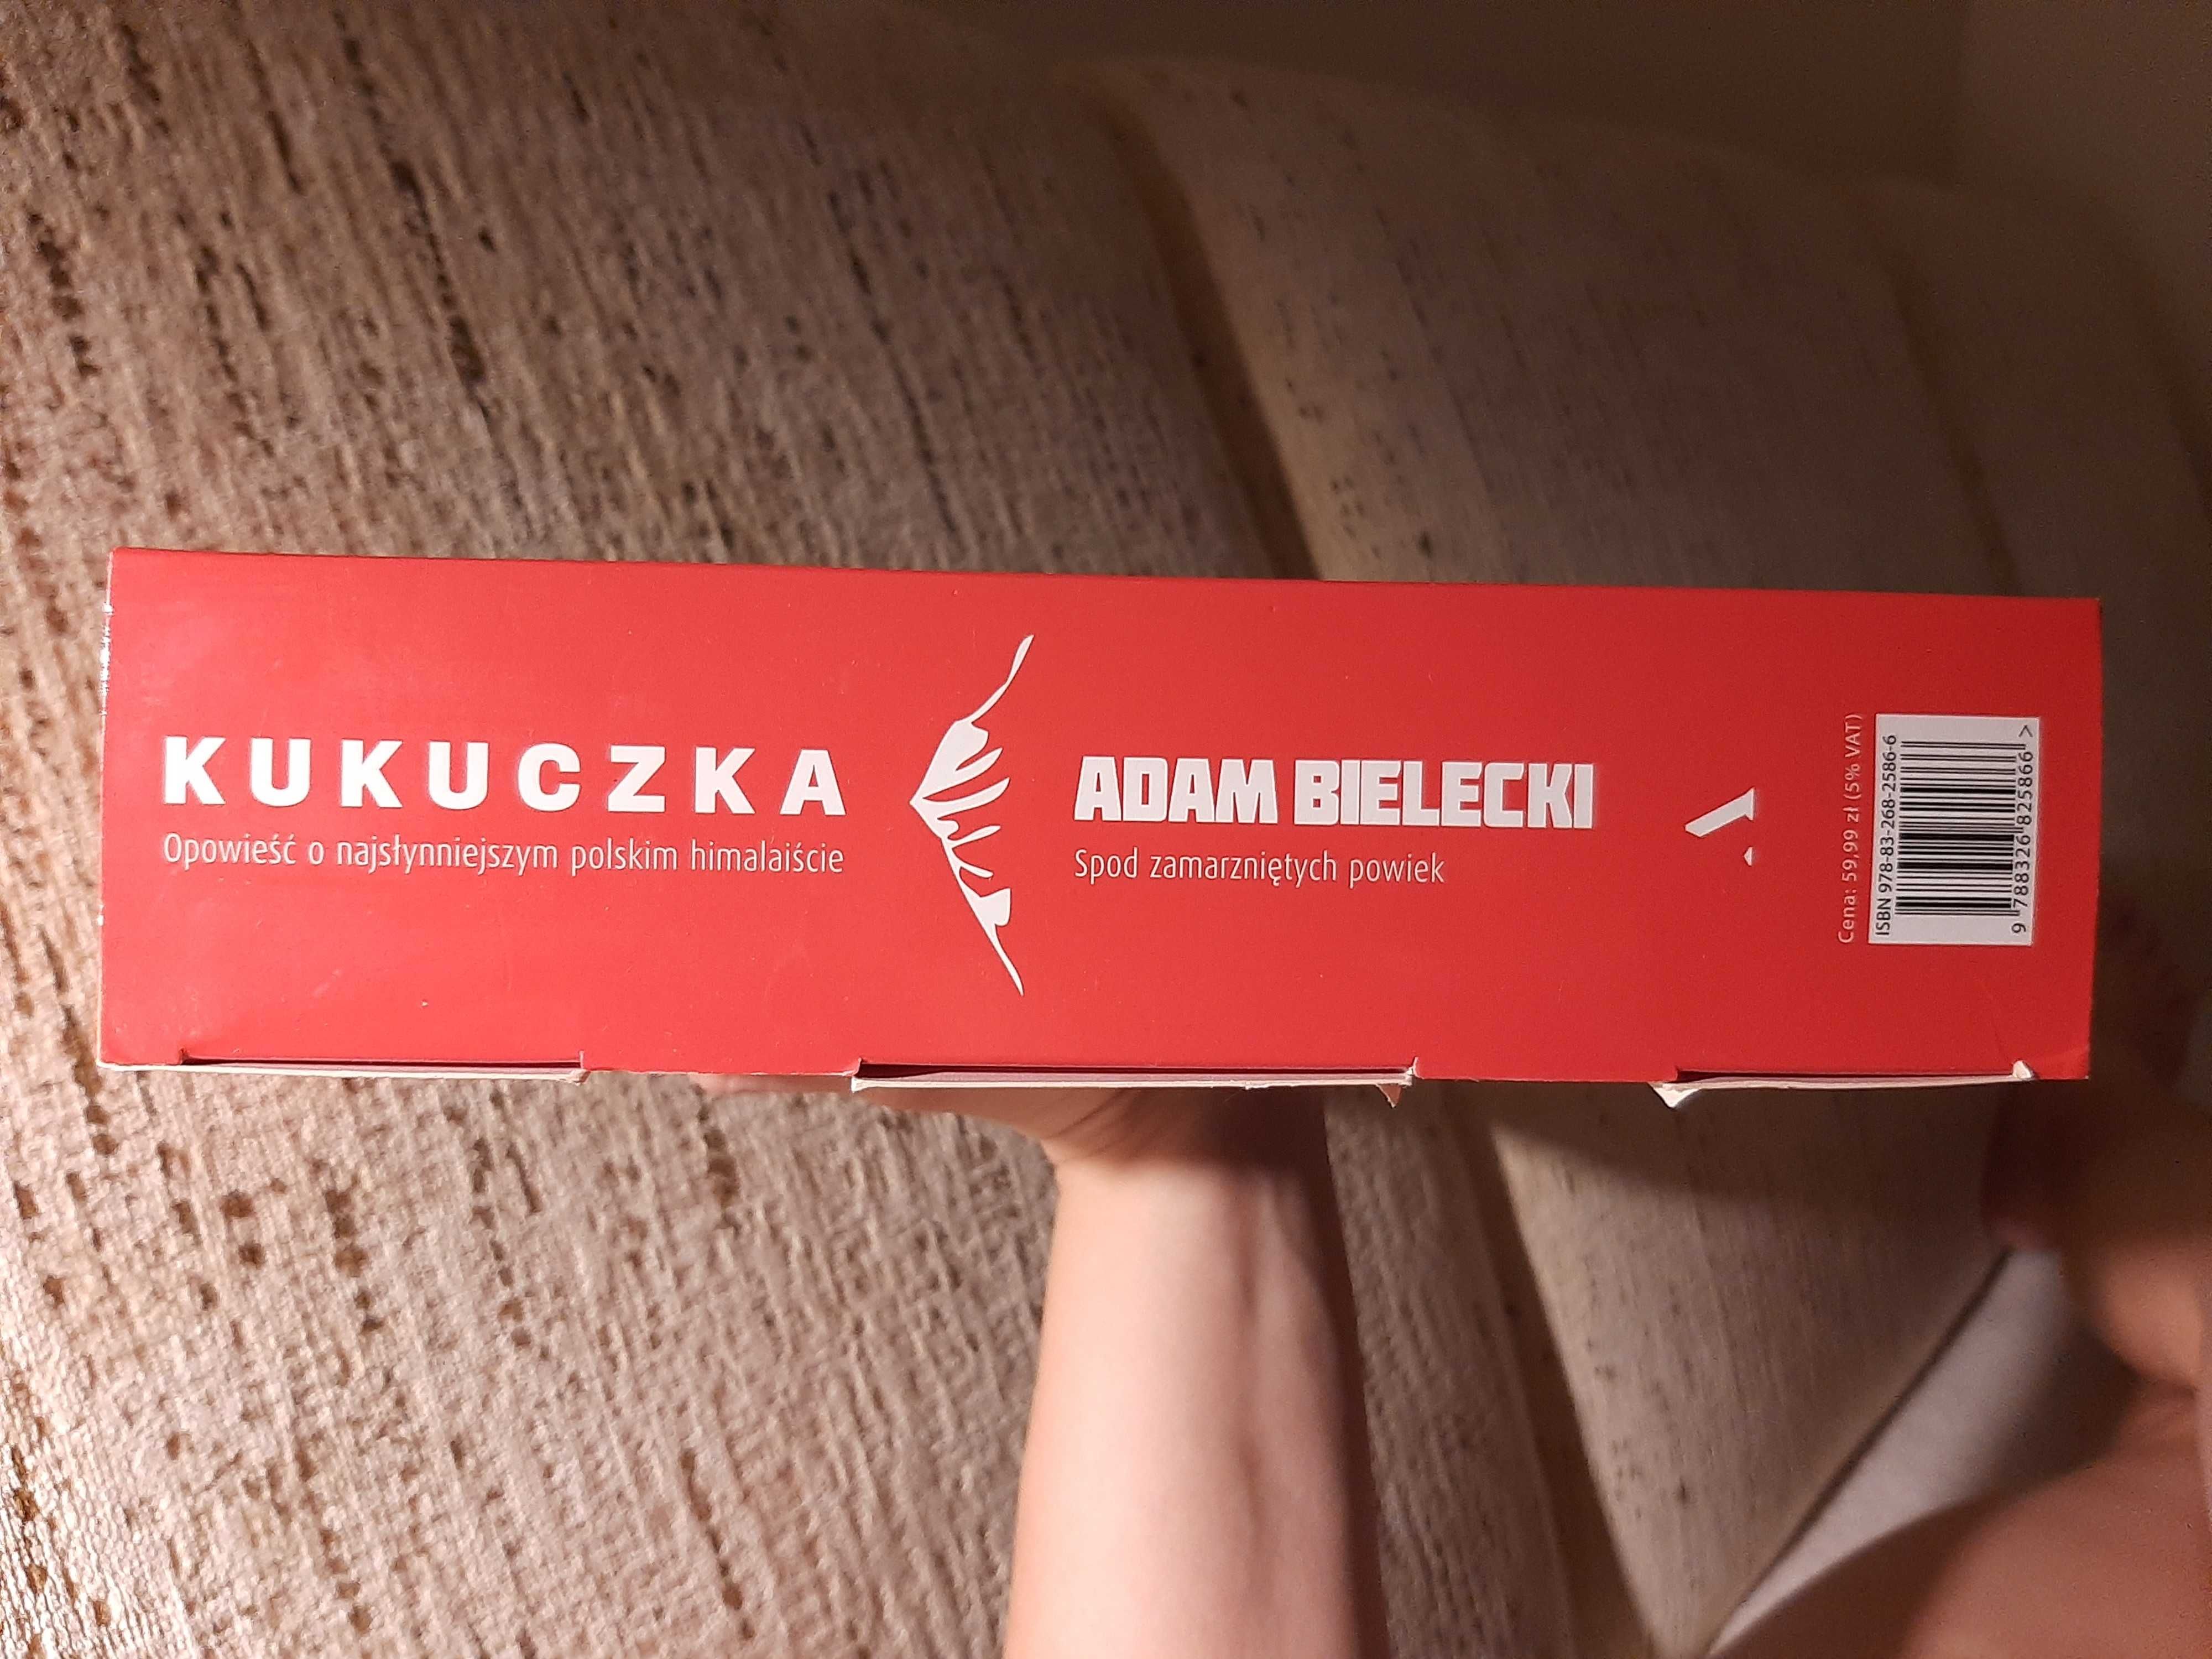 KUKUCZKA
Opowieść o najsłynniejszym polskim himalaiście
ADAM BIELECKI
Spod zamarzniętych powiek
Cena: 59,99 zł (5% VAT)
ISBN 978-83-268-2586-6
9 788326 825866 >